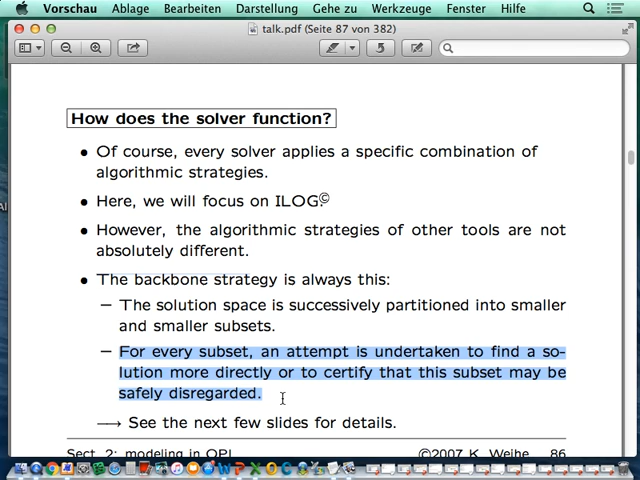 Vorschau Ablage Bearbeiten Darstellung Gehe zu Werkzeuge Fenster Hilfe
talk.pdf (Seite 87 von 382)
How does the solver function?
• Of course, every solver applies a specific combination of
algorithmic strategies.
• Here, we will focus on ILOG©.
• However, the algorithmic strategies of other tools are not
absolutely different.
• The backbone strategy is always this:
– The solution space is successively partitioned into smaller
and smaller subsets.
– For every subset, an attempt is undertaken to find a so-
lution more directly or to certify that this subset may be
safely disregarded.
⟶ See the next few slides for details.
Sect. 2: modeling in OPL ©2007 K. Weihe 86